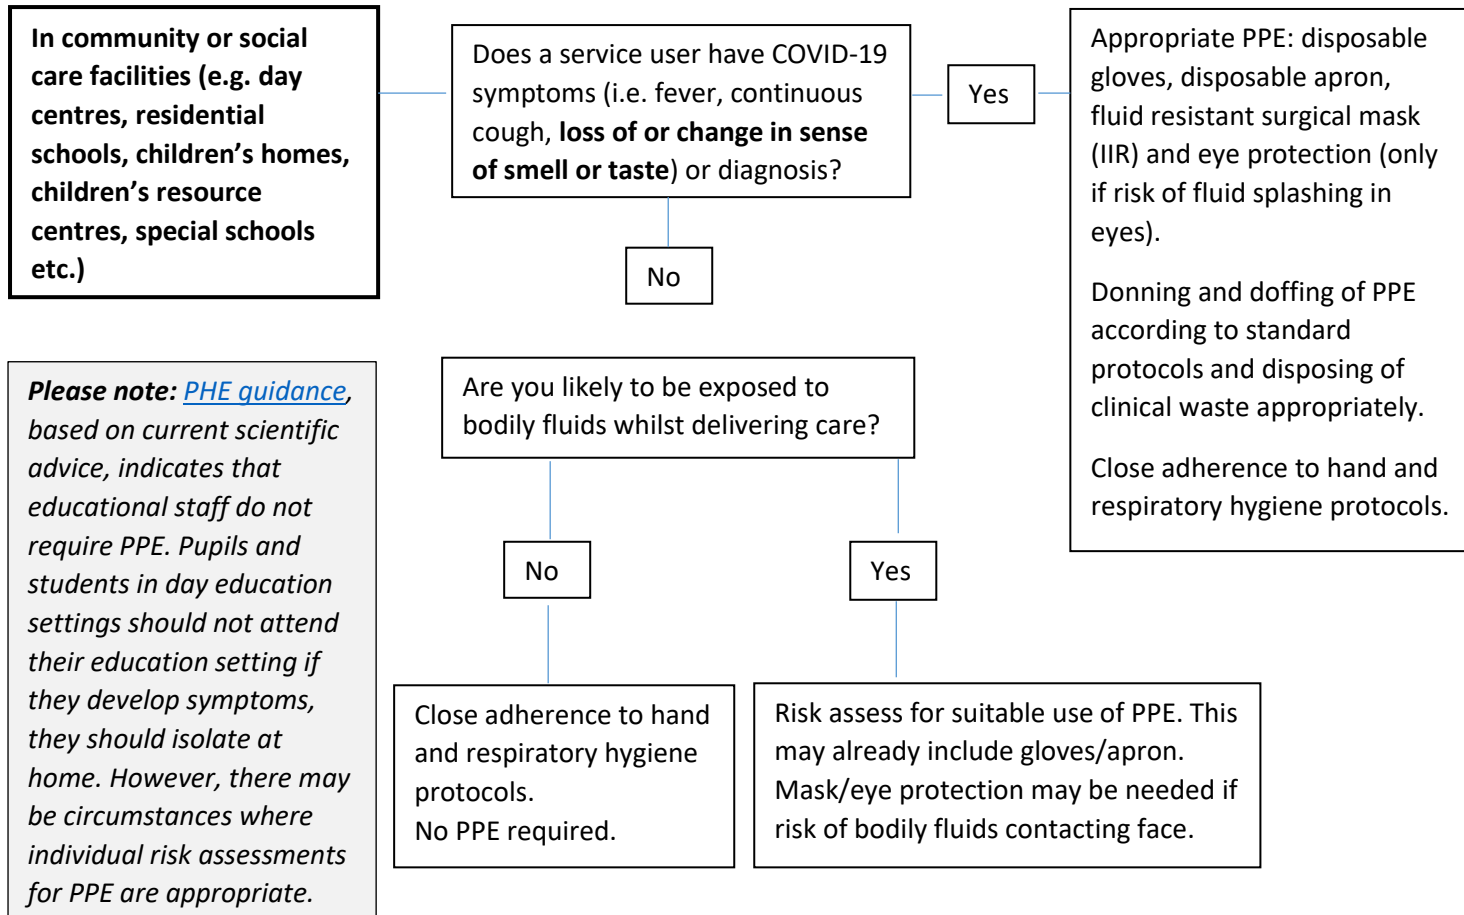 In community or social
care facilities (e.g. day
centres, residential
schools, children's homes,
children's resource
centres, special schools
etc.)
Does a service user have COVID-19
symptoms (i.e. fever, continuous
cough, loss of or change in sense
of smell or taste) or diagnosis?
Yes
Appropriate PPE: disposable
gloves, disposable apron,
fluid resistant surgical mask
(IIR) and eye protection (only
if risk of fluid splashing in
eyes).
Donning and doffing of PPE
according to standard
protocols and disposing of
clinical waste appropriately.
Close adherence to hand and
respiratory hygiene protocols.
No
Please note: PHE guidance,
based on current scientific
advice, indicates that
educational staff do not
require PPE. Pupils and
students in day education
settings should not attend
their education setting if
they develop symptoms,
they should isolate at
home. However, there may
be circumstances where
individual risk assessments
for PPE are appropriate.
Are you likely to be exposed to
bodily fluids whilst delivering care?
No
Yes
Close adherence to hand
and respiratory hygiene
protocols.
No PPE required.
Risk assess for suitable use of PPE. This
may already include gloves/apron.
Mask/eye protection may be needed if
risk of bodily fluids contacting face.